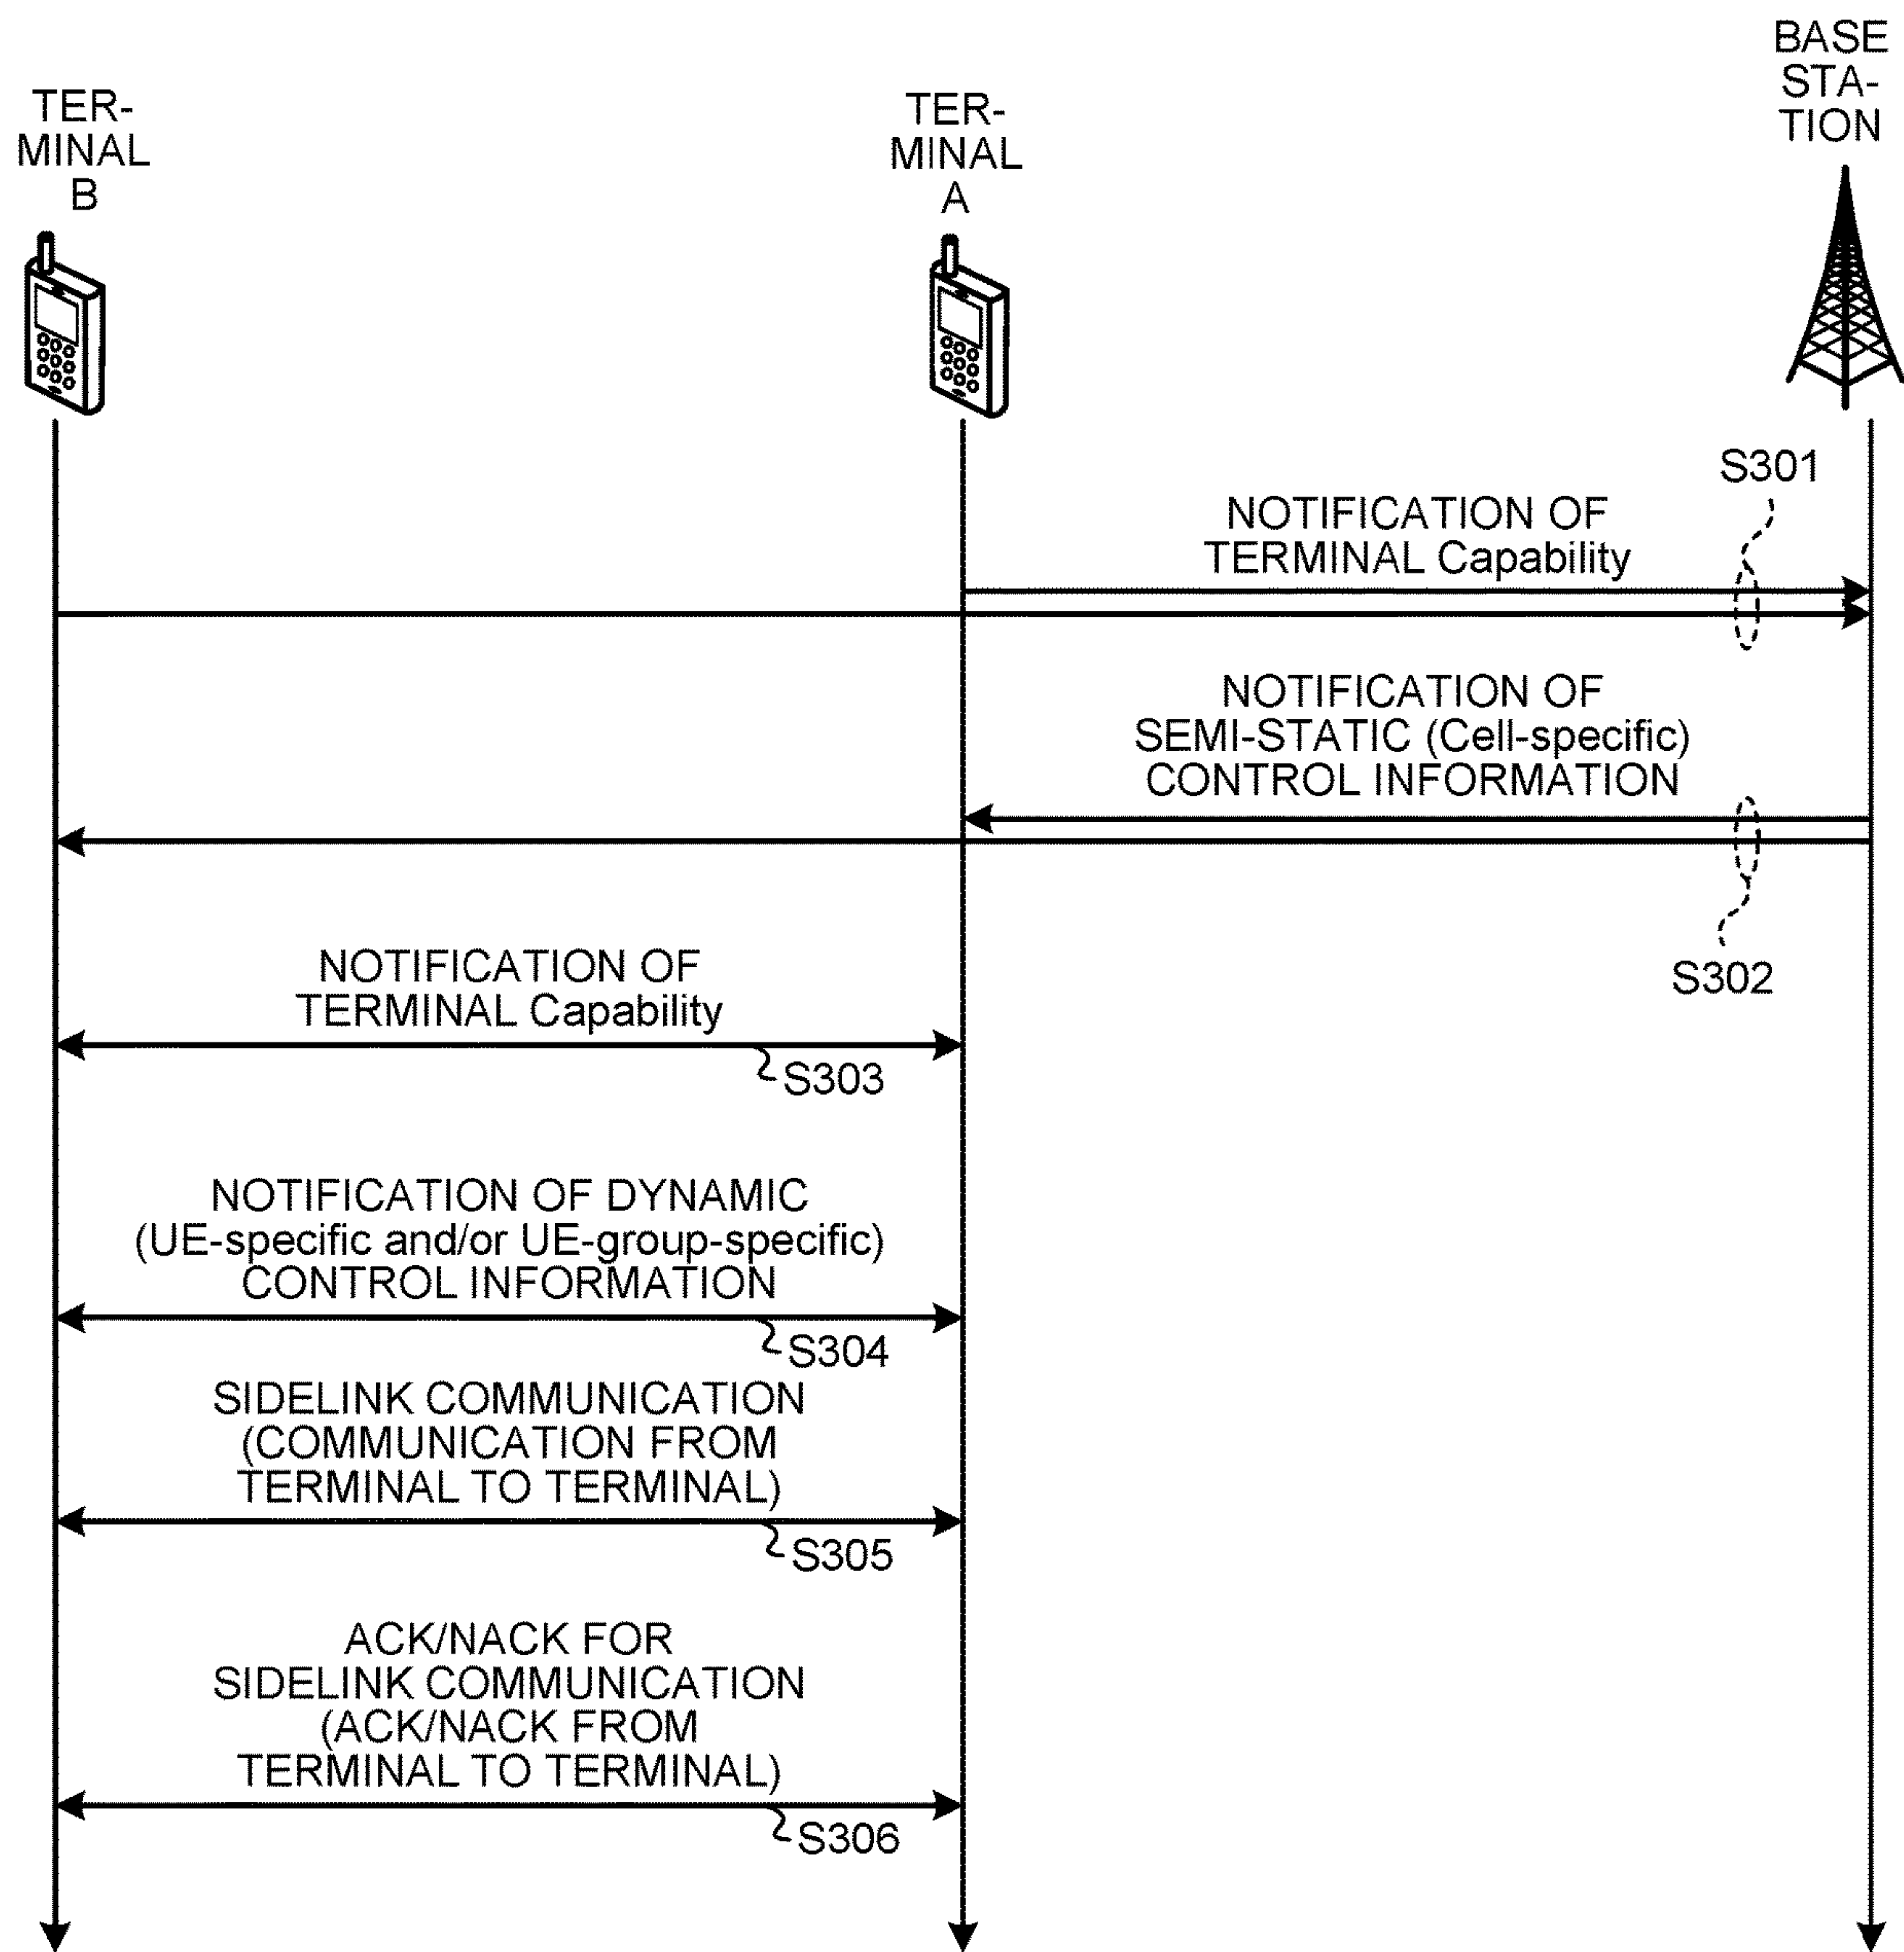 TER-
MINAL
B
TER-
MINAL
A
BASE
STA-
TION
S301
NOTIFICATION OF
TERMINAL Capability
NOTIFICATION OF
SEMI-STATIC (Cell-specific)
CONTROL INFORMATION
S302
NOTIFICATION OF
TERMINAL Capability
S303
NOTIFICATION OF DYNAMIC
(UE-specific and/or UE-group-specific)
CONTROL INFORMATION
S304
SIDELINK COMMUNICATION
(COMMUNICATION FROM
TERMINAL TO TERMINAL)
S305
ACK/NACK FOR
SIDELINK COMMUNICATION
(ACK/NACK FROM
TERMINAL TO TERMINAL)
S306